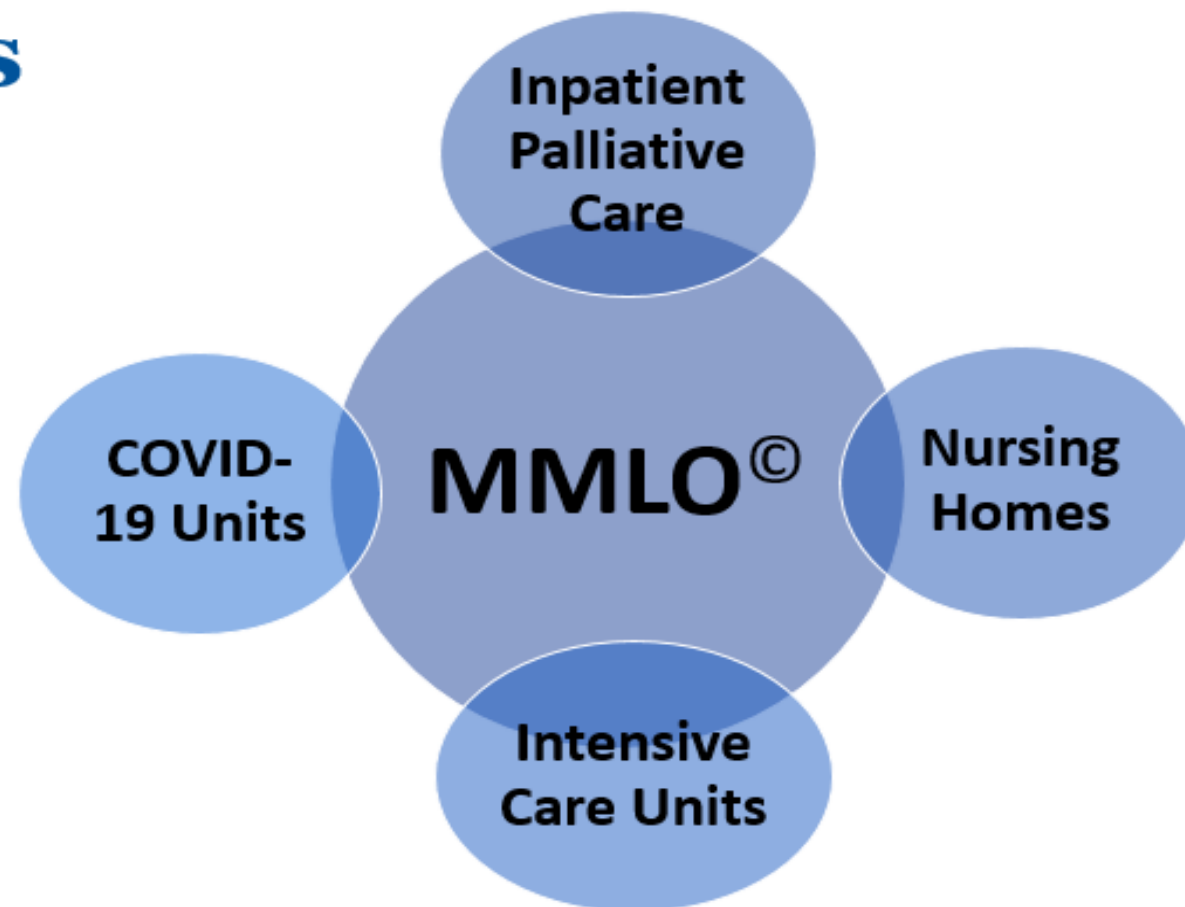 s
Inpatient
Palliative
Care
COVID-
19 Units
MMLO©
Nursing
Homes
Intensive
Care Units